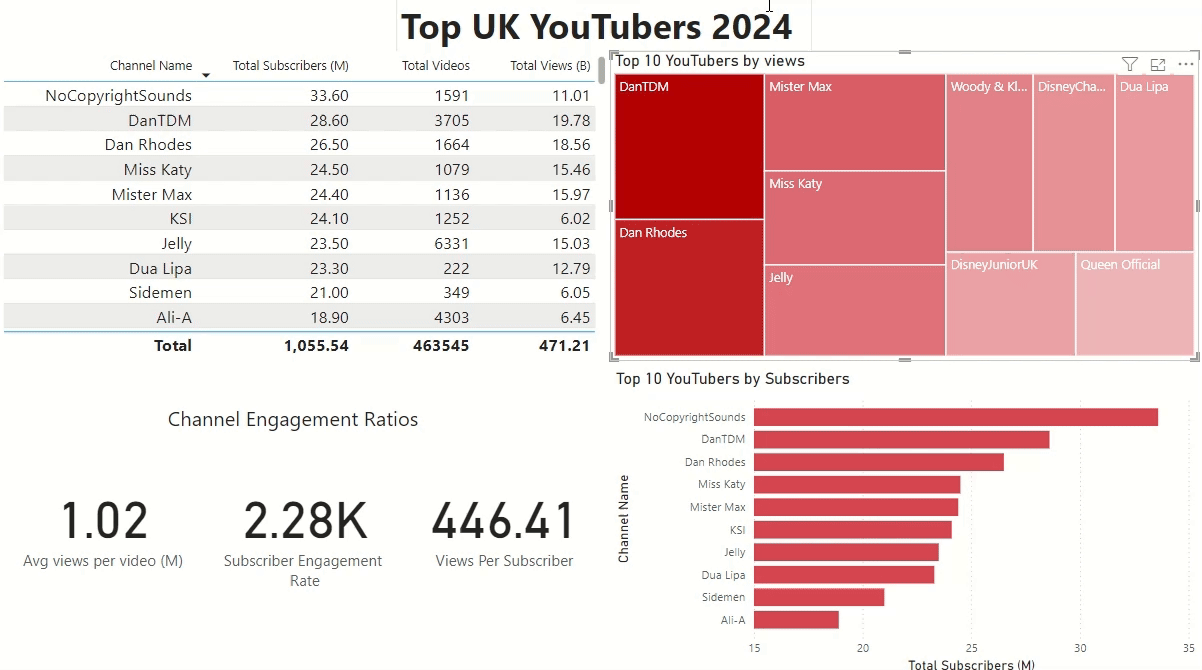 Top UK YouTubers 2024
Channel Name Total Subscribers (M) Total Videos Total Views (B)
NoCopyrightSounds 33.60 1591 11.01
DanTDM 28.60 3705 19.78
Dan Rhodes 26.50 1664 18.56
Miss Katy 24.50 1079 15.46
Mister Max 24.40 1136 15.97
KSI 24.10 1252 6.02
Jelly 23.50 6331 15.03
Dua Lipa 23.30 222 12.79
Sidemen 21.00 349 6.05
Ali-A 18.90 4303 6.45
Total 1,055.54 463545 471.21
Top 10 YouTubers by views
DanTDM
Mister Max
Woody & Kl...
DisneyCha...
Dua Lipa
Miss Katy
Dan Rhodes
Jelly
DisneyJuniorUK
Queen Official
Channel Engagement Ratios
1.02
Avg views per video (M)
2.28K
Subscriber Engagement
Rate
446.41
Views Per Subscriber
Top 10 YouTubers by Subscribers
Channel Name
NoCopyrightSounds
DanTDM
Dan Rhodes
Miss Katy
Mister Max
KSI
Jelly
Dua Lipa
Sidemen
Ali-A
15 20 25 30 35
Total Subscribers (M)